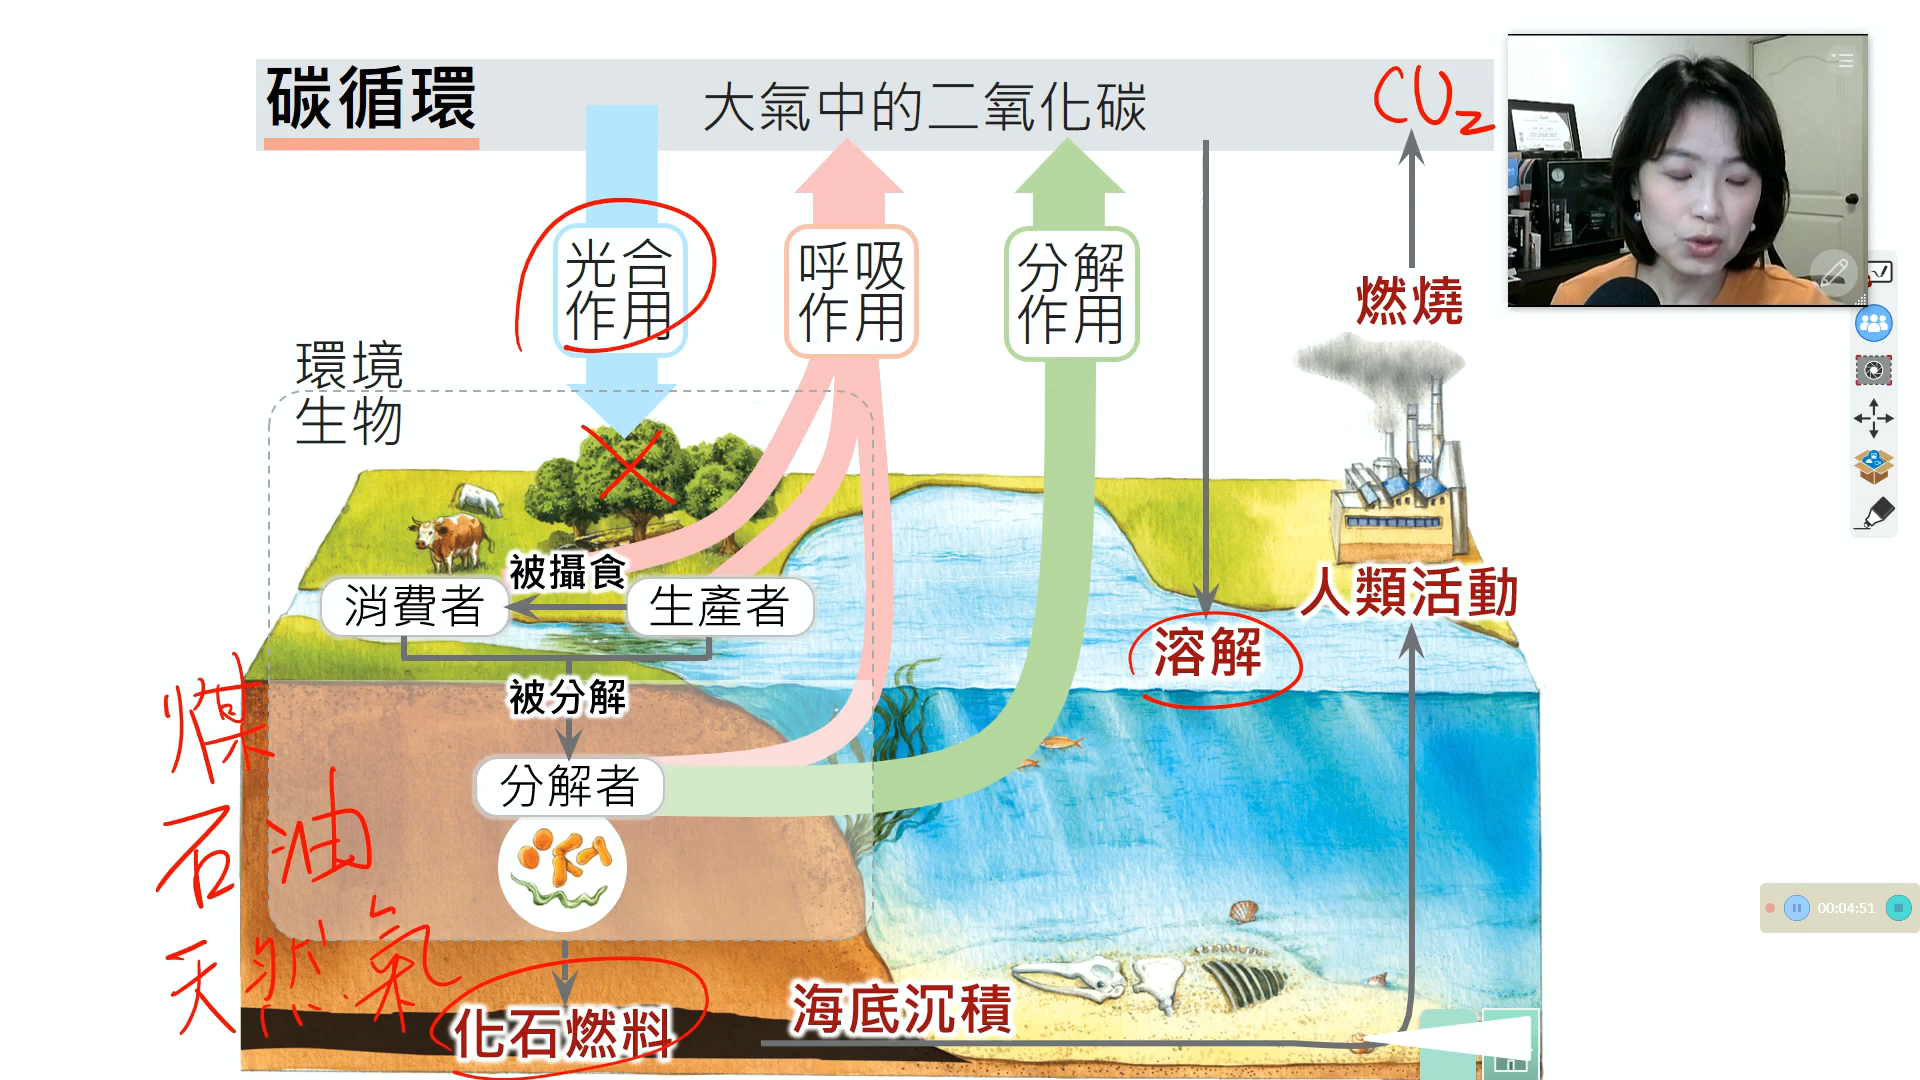 碳循環
大氣中的二氧化碳
CO₂
光合
作用
呼吸
作用
分解
作用
燃燒
環境
生物
被攝食
消費者
生產者
人類活動
溶解
被分解
煤
分解者
石油
天然氣
海底沉積
化石燃料
00:04:51